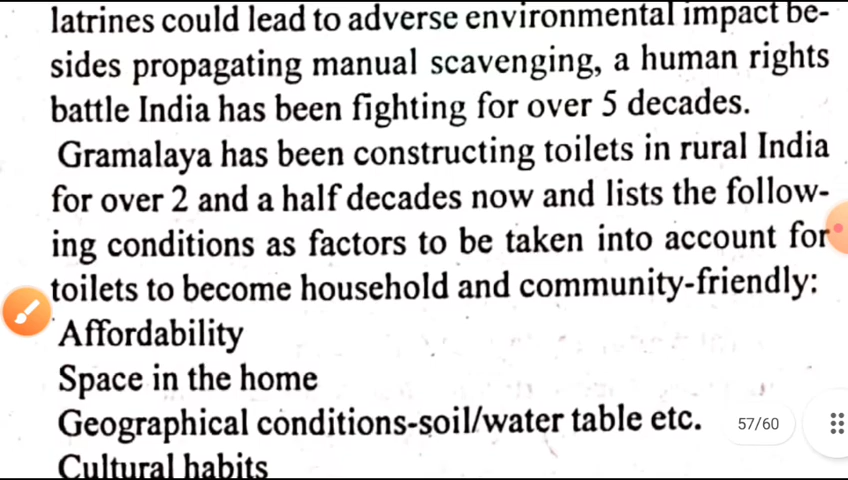 latrines could lead to adverse environmental impact be-
sides propagating manual scavenging, a human rights
battle India has been fighting for over 5 decades.
Gramalaya has been constructing toilets in rural India
for over 2 and a half decades now and lists the follow-
ing conditions as factors to be taken into account for
toilets to become household and community-friendly:
Affordability
Space in the home
Geographical conditions-soil/water table etc.
57/60
Cultural habits